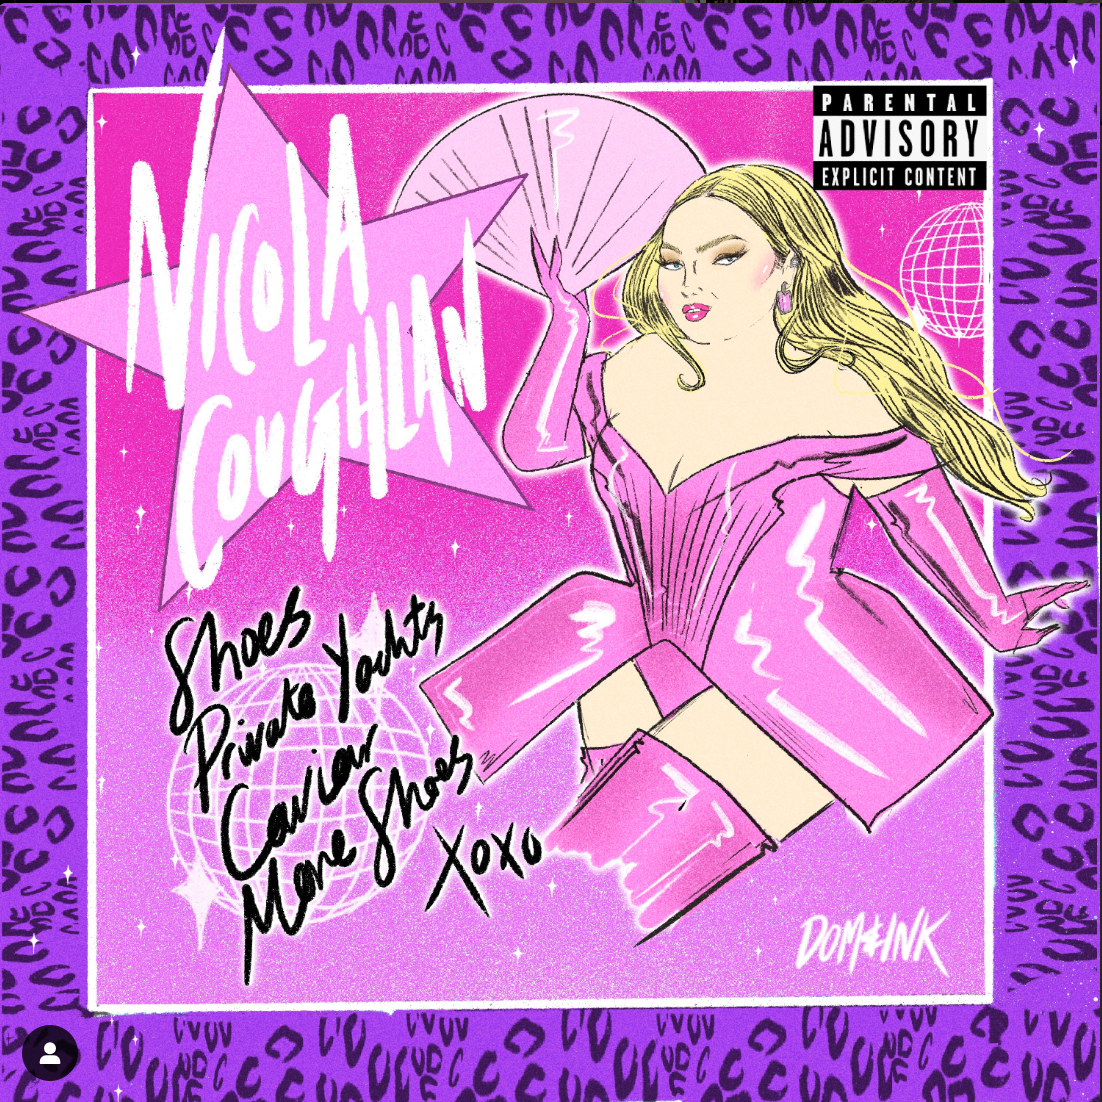 NICOLA
COUGHLAN
PARENTAL
ADVISORY
EXPLICIT CONTENT
Shoes
Private Yachts
Caviar
More Shoes
XOXO
DOM&INK